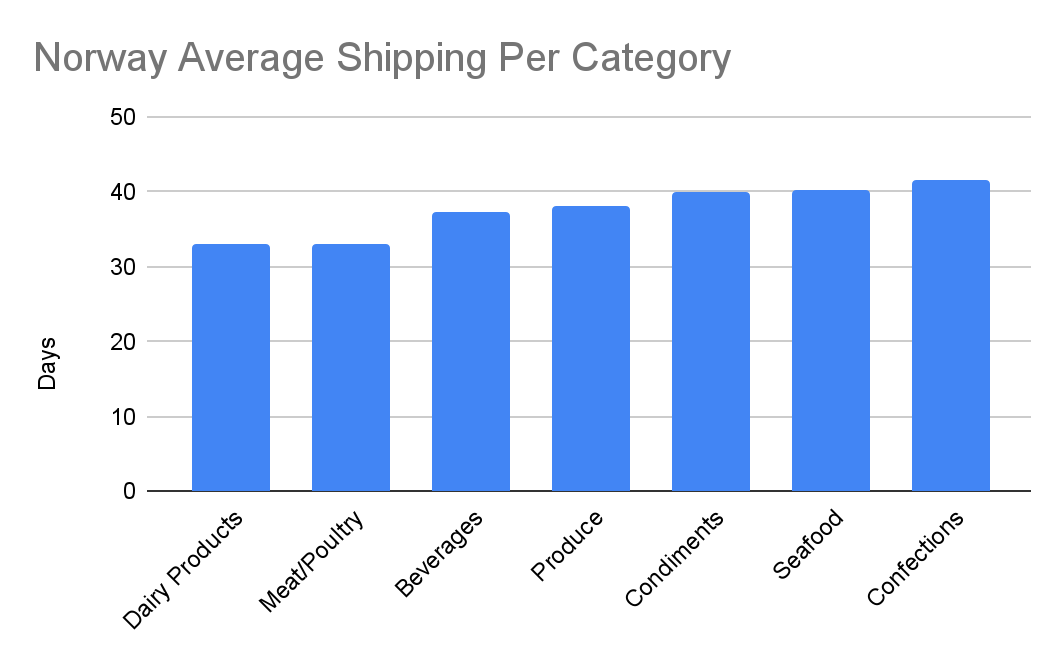 Norway Average Shipping Per Category
50
40
30
20
10
0
Days
Dairy Products
Meat/Poultry
Beverages
Produce
Condiments
Seafood
Confections